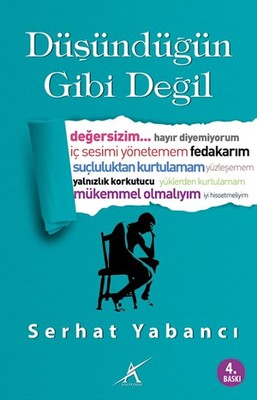 Düşündüğün
Gibi Değil
değersizim... hayır diyemiyorum
iç sesimi yönetemem fedakarım
suçluluktan kurtulamam yüzleşemem
yalnızlık korkutucu yüklerden kurtulamam
mükemmel olmalıyım iyi hissetmeliyim
Serhat Yabancı
4.
BASKI